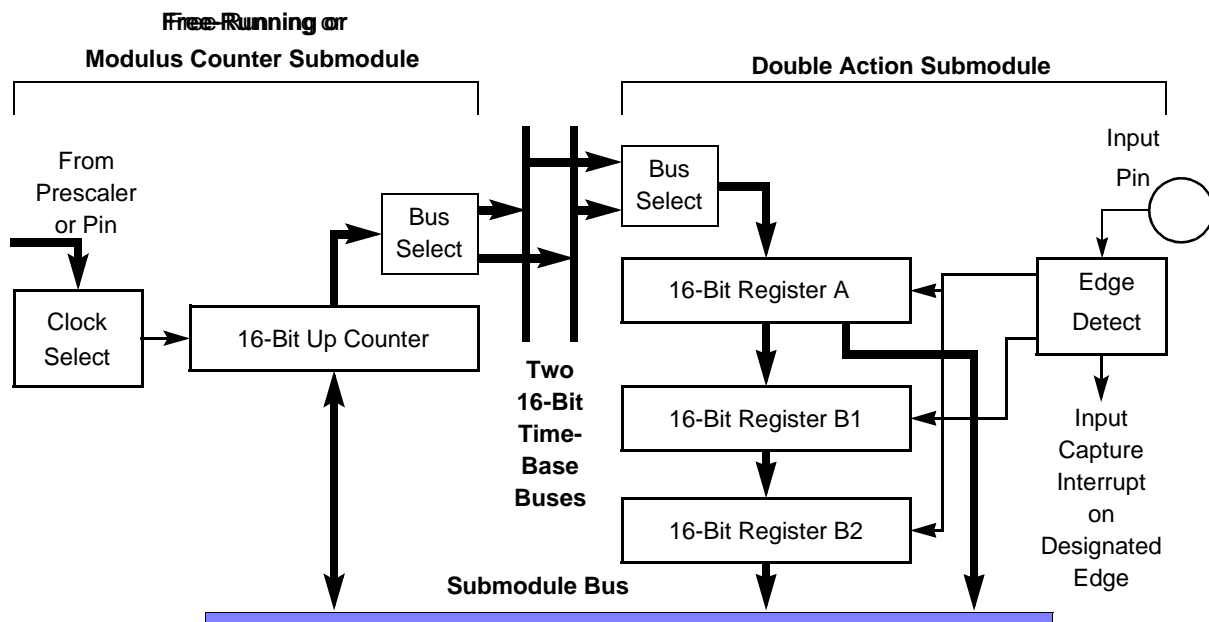 Free-Running or
Modulus Counter Submodule
Double Action Submodule
From
Prescaler
or Pin
Clock
Select
16-Bit Up Counter
Bus
Select
Two
16-Bit
Time-
Base
Buses
Bus
Select
16-Bit Register A
16-Bit Register B1
16-Bit Register B2
Input
Pin
Edge
Detect
Input
Capture
Interrupt
on
Designated
Edge
Submodule Bus